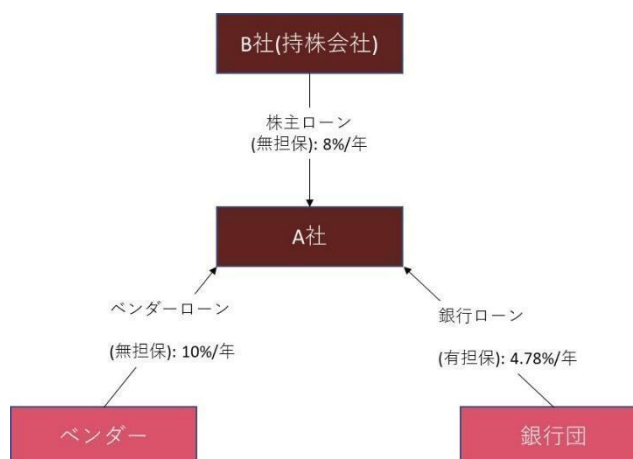 B社(持株会社)
株主ローン
(無担保): 8%/年
A社
ベンダーローン
(無担保): 10%/年
銀行ローン
(有担保): 4.78%/年
ベンダー
銀行団